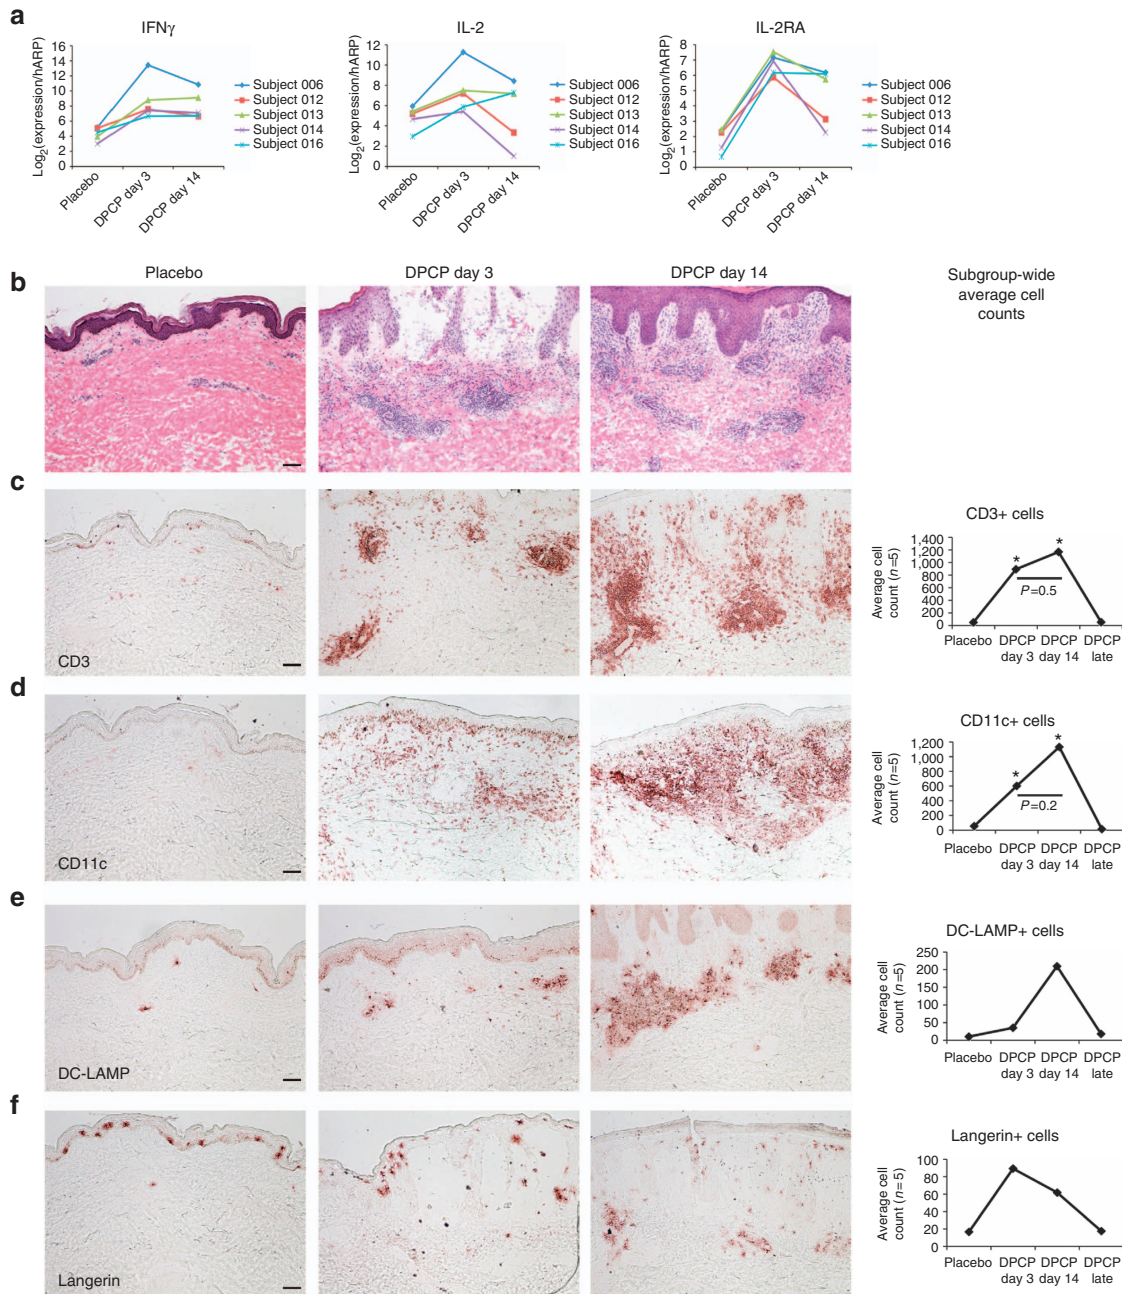 a
IFNγ
Log2(expression/hARP)
16
14
12
10
8
6
4
2
0
Placebo
DPCP day 3
DPCP day 14
Subject 006
Subject 012
Subject 013
Subject 014
Subject 016
IL-2
Log2(expression/hARP)
12
10
8
6
4
2
0
Placebo
DPCP day 3
DPCP day 14
Subject 006
Subject 012
Subject 013
Subject 014
Subject 016
IL-2RA
Log2(expression/hARP)
8
7
6
5
4
3
2
1
0
Placebo
DPCP day 3
DPCP day 14
Subject 006
Subject 012
Subject 013
Subject 014
Subject 016
b
Placebo
DPCP day 3
DPCP day 14
Subgroup-wide
average cell
counts
c
CD3
CD3+ cells
Average cell
count (n=5)
1,400
1,200
1,000
800
600
400
200
0
*
*
P=0.5
Placebo
DPCP
day 3
DPCP
day 14
DPCP
late
d
CD11c
CD11c+ cells
Average cell
count (n=5)
1,200
1,000
800
600
400
200
0
*
*
P=0.2
Placebo
DPCP
day 3
DPCP
day 14
DPCP
late
e
DC-LAMP
DC-LAMP+ cells
Average cell
count (n=5)
250
200
150
100
50
0
Placebo
DPCP
day 3
DPCP
day 14
DPCP
late
f
Langerin
Langerin+ cells
Average cell
count (n=5)
100
80
60
40
20
0
Placebo
DPCP
day 3
DPCP
day 14
DPCP
late